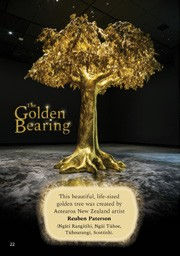 The
Golden
Bearing
This beautiful, life-sized
golden tree was created by
Aotearoa New Zealand artist
Reuben Paterson
(Ngāti Rangitihi, Ngāi Tūhoe,
Tūhourangi, Scottish).
22